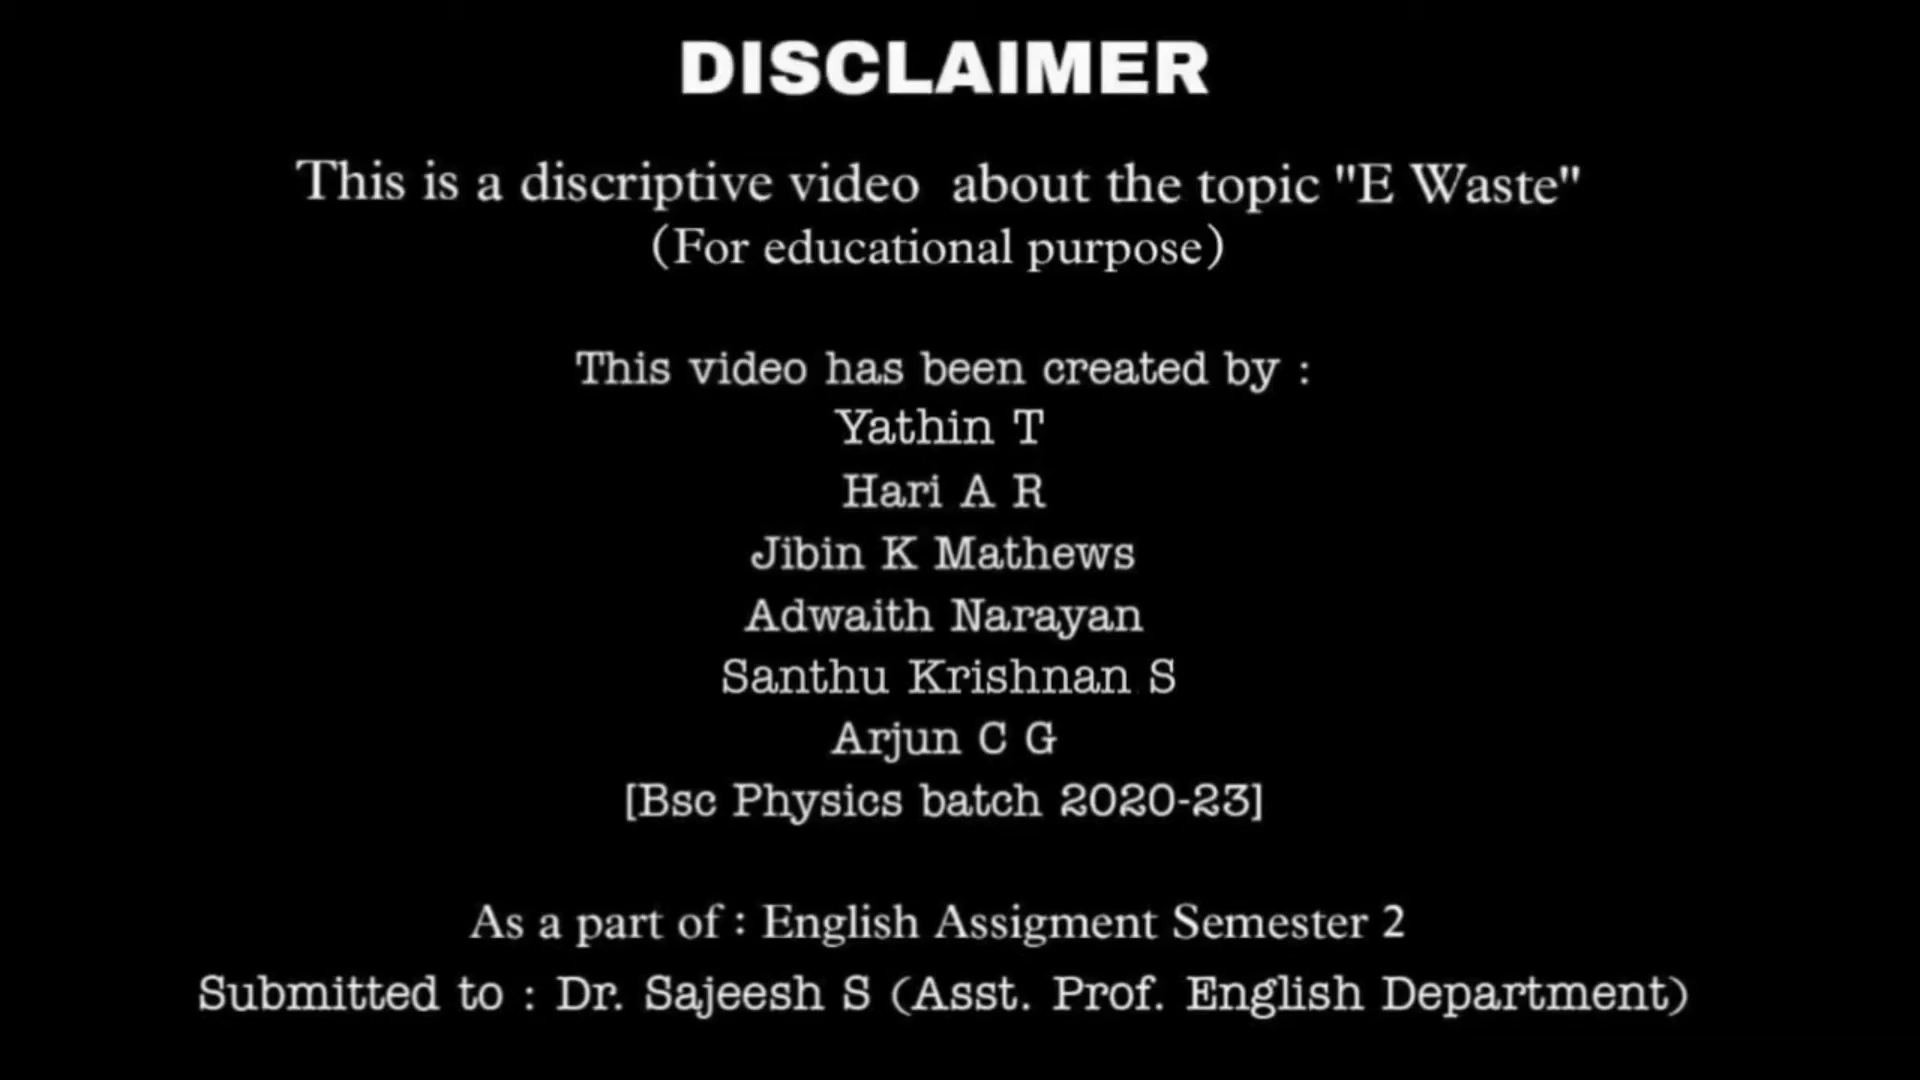 DISCLAIMER
This is a discriptive video about the topic "E Waste"
(For educational purpose)
This video has been created by :
Yathin T
Hari A R
Jibin K Mathews
Adwaith Narayan
Santhu Krishnan S
Arjun C G
[Bsc Physics batch 2020-23]
As a part of : English Assigment Semester 2
Submitted to : Dr. Sajeesh S (Asst. Prof. English Department)